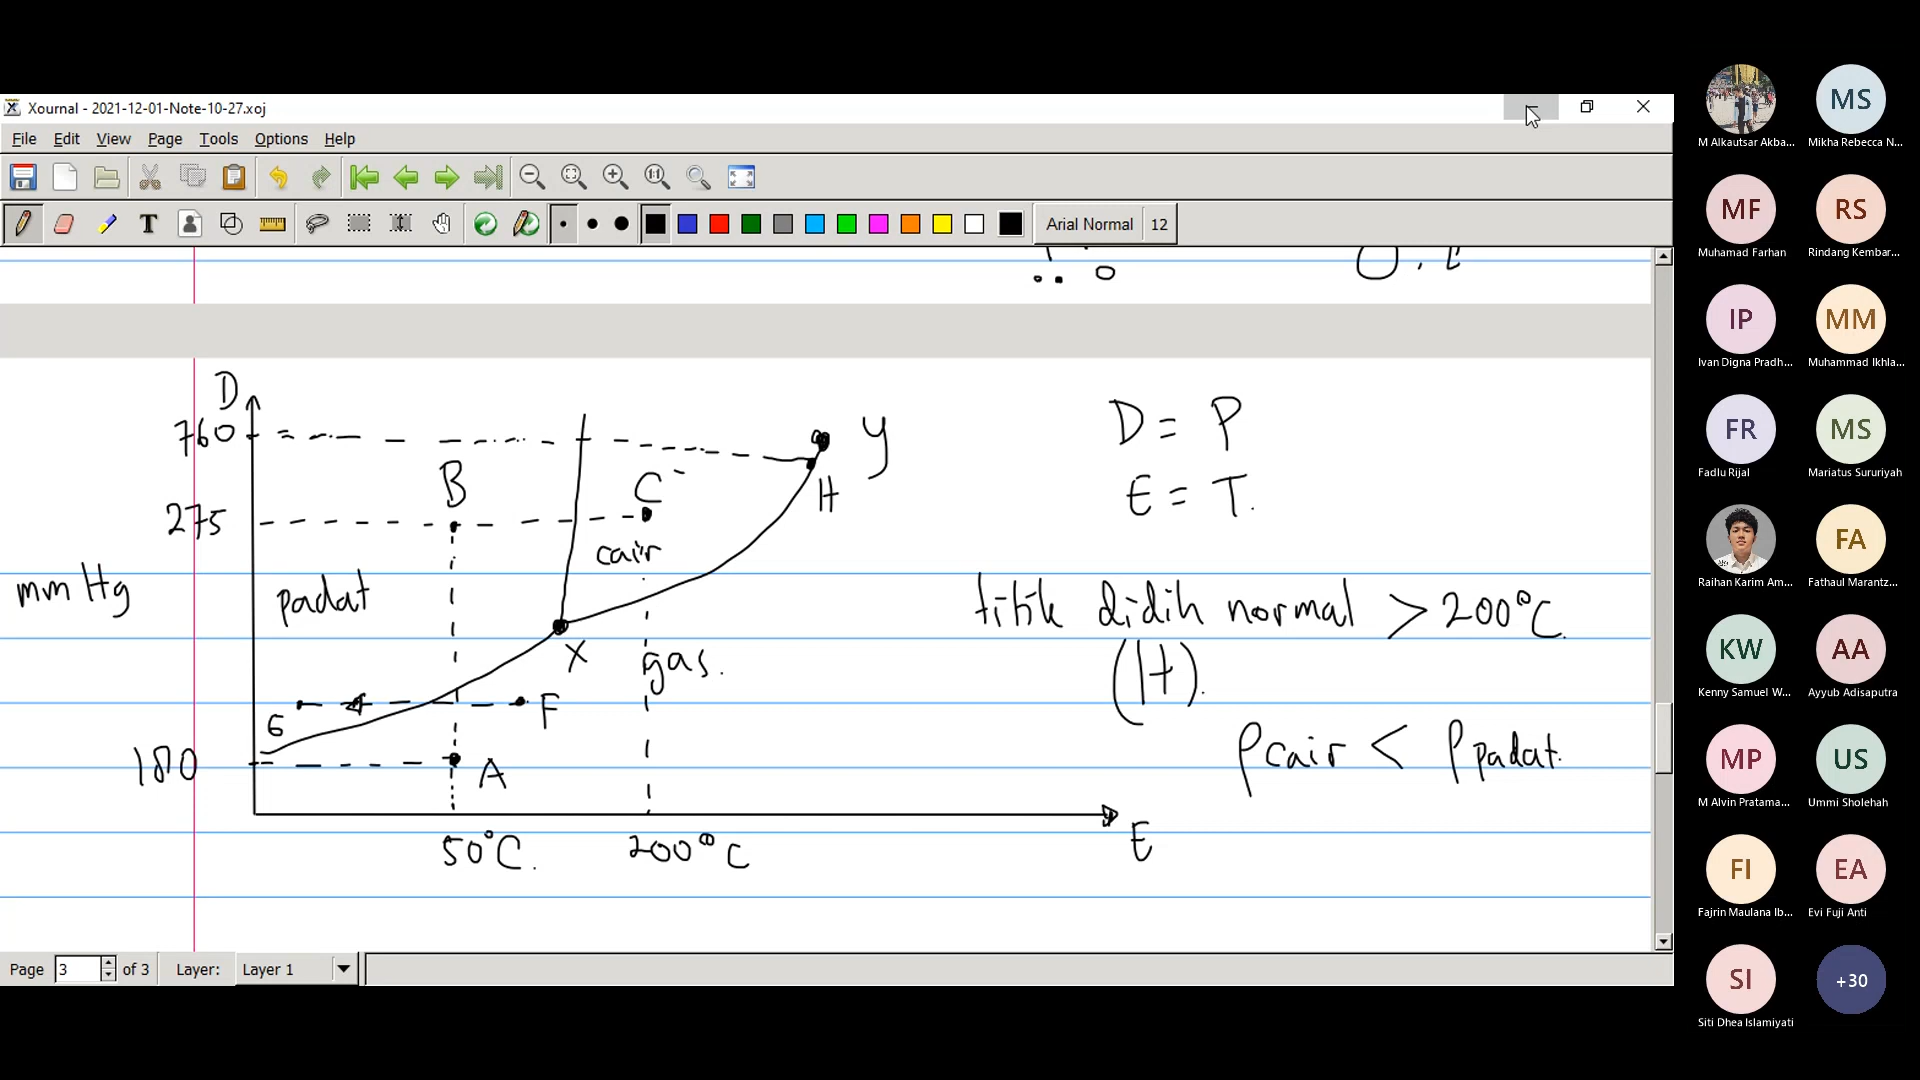 Xournal - 2021-12-01-Note-10-27.xoj
File Edit View Page Tools Options Help
Arial Normal 12
D
760
275
mm Hg
180
B
C
padat
cair
gas.
X
Y
H
G
F
A
50°C.
200°C
E
D = P
E = T.
titik didih normal > 200°C.
(H).
ρcair < ρpadat.
Page 3 of 3 Layer: Layer 1
M Alkautsar Akba...
MS
Mikha Rebecca N...
MF
Muhamad Farhan
RS
Rindang Kembar...
IP
Ivan Digna Pradh...
MM
Muhammad Ikhla...
FR
Fadlu Rijal
MS
Mariatus Sururiyah
Raihan Karim Am...
FA
Fathaul Marantz...
KW
Kenny Samuel W...
AA
Ayyub Adisaputra
MP
M Alvin Pratama...
US
Ummi Sholehah
FI
Fajrin Maulana Ib...
EA
Evi Fuji Anti
SI
Siti Dhea Islamiyati
+30